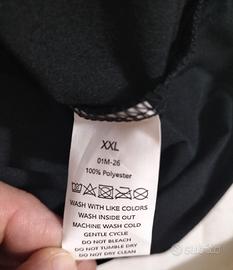 XXL
01M-26
100% Polyester
WASH WITH LIKE COLORS
WASH INSIDE OUT
MACHINE WASH COLD
GENTLE CYCLE
DO NOT BLEACH
DO NOT TUMBLE DRY
DO NOT DRY CLEAN
subito